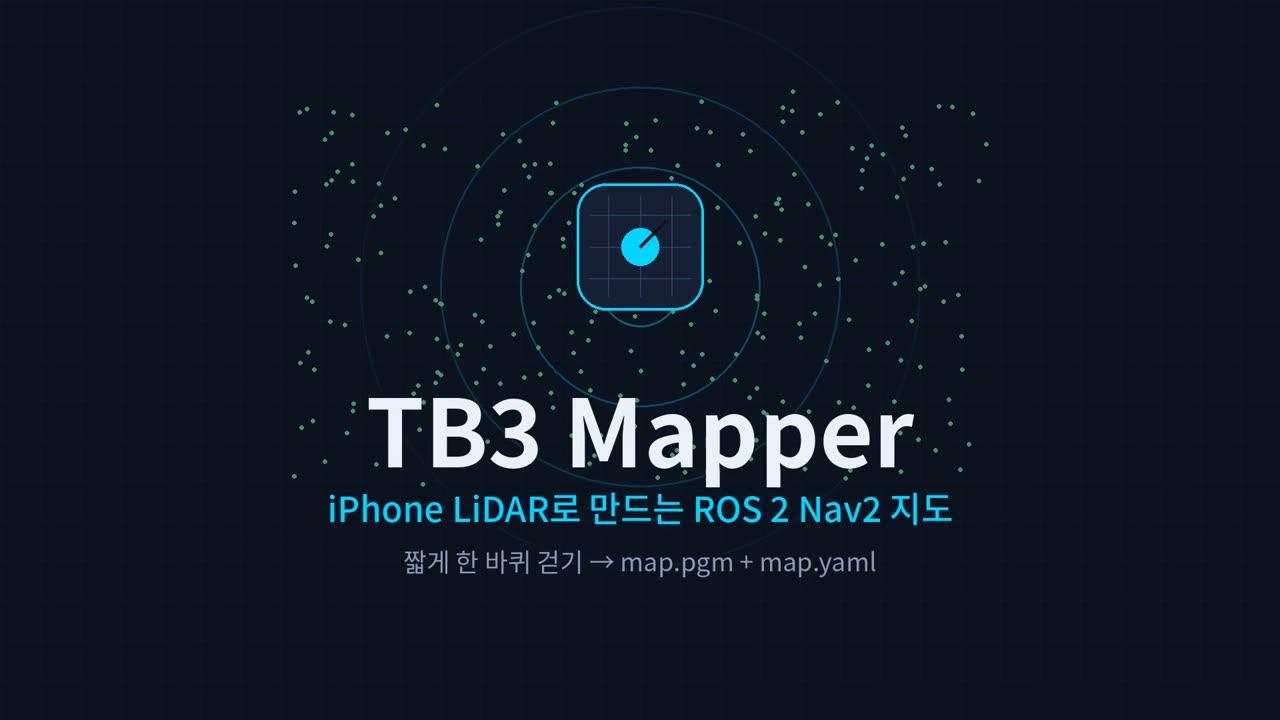 TB3 Mapper
iPhone LiDAR로 만드는 ROS 2 Nav2 지도
짧게 한 바퀴 걷기 → map.pgm + map.yaml